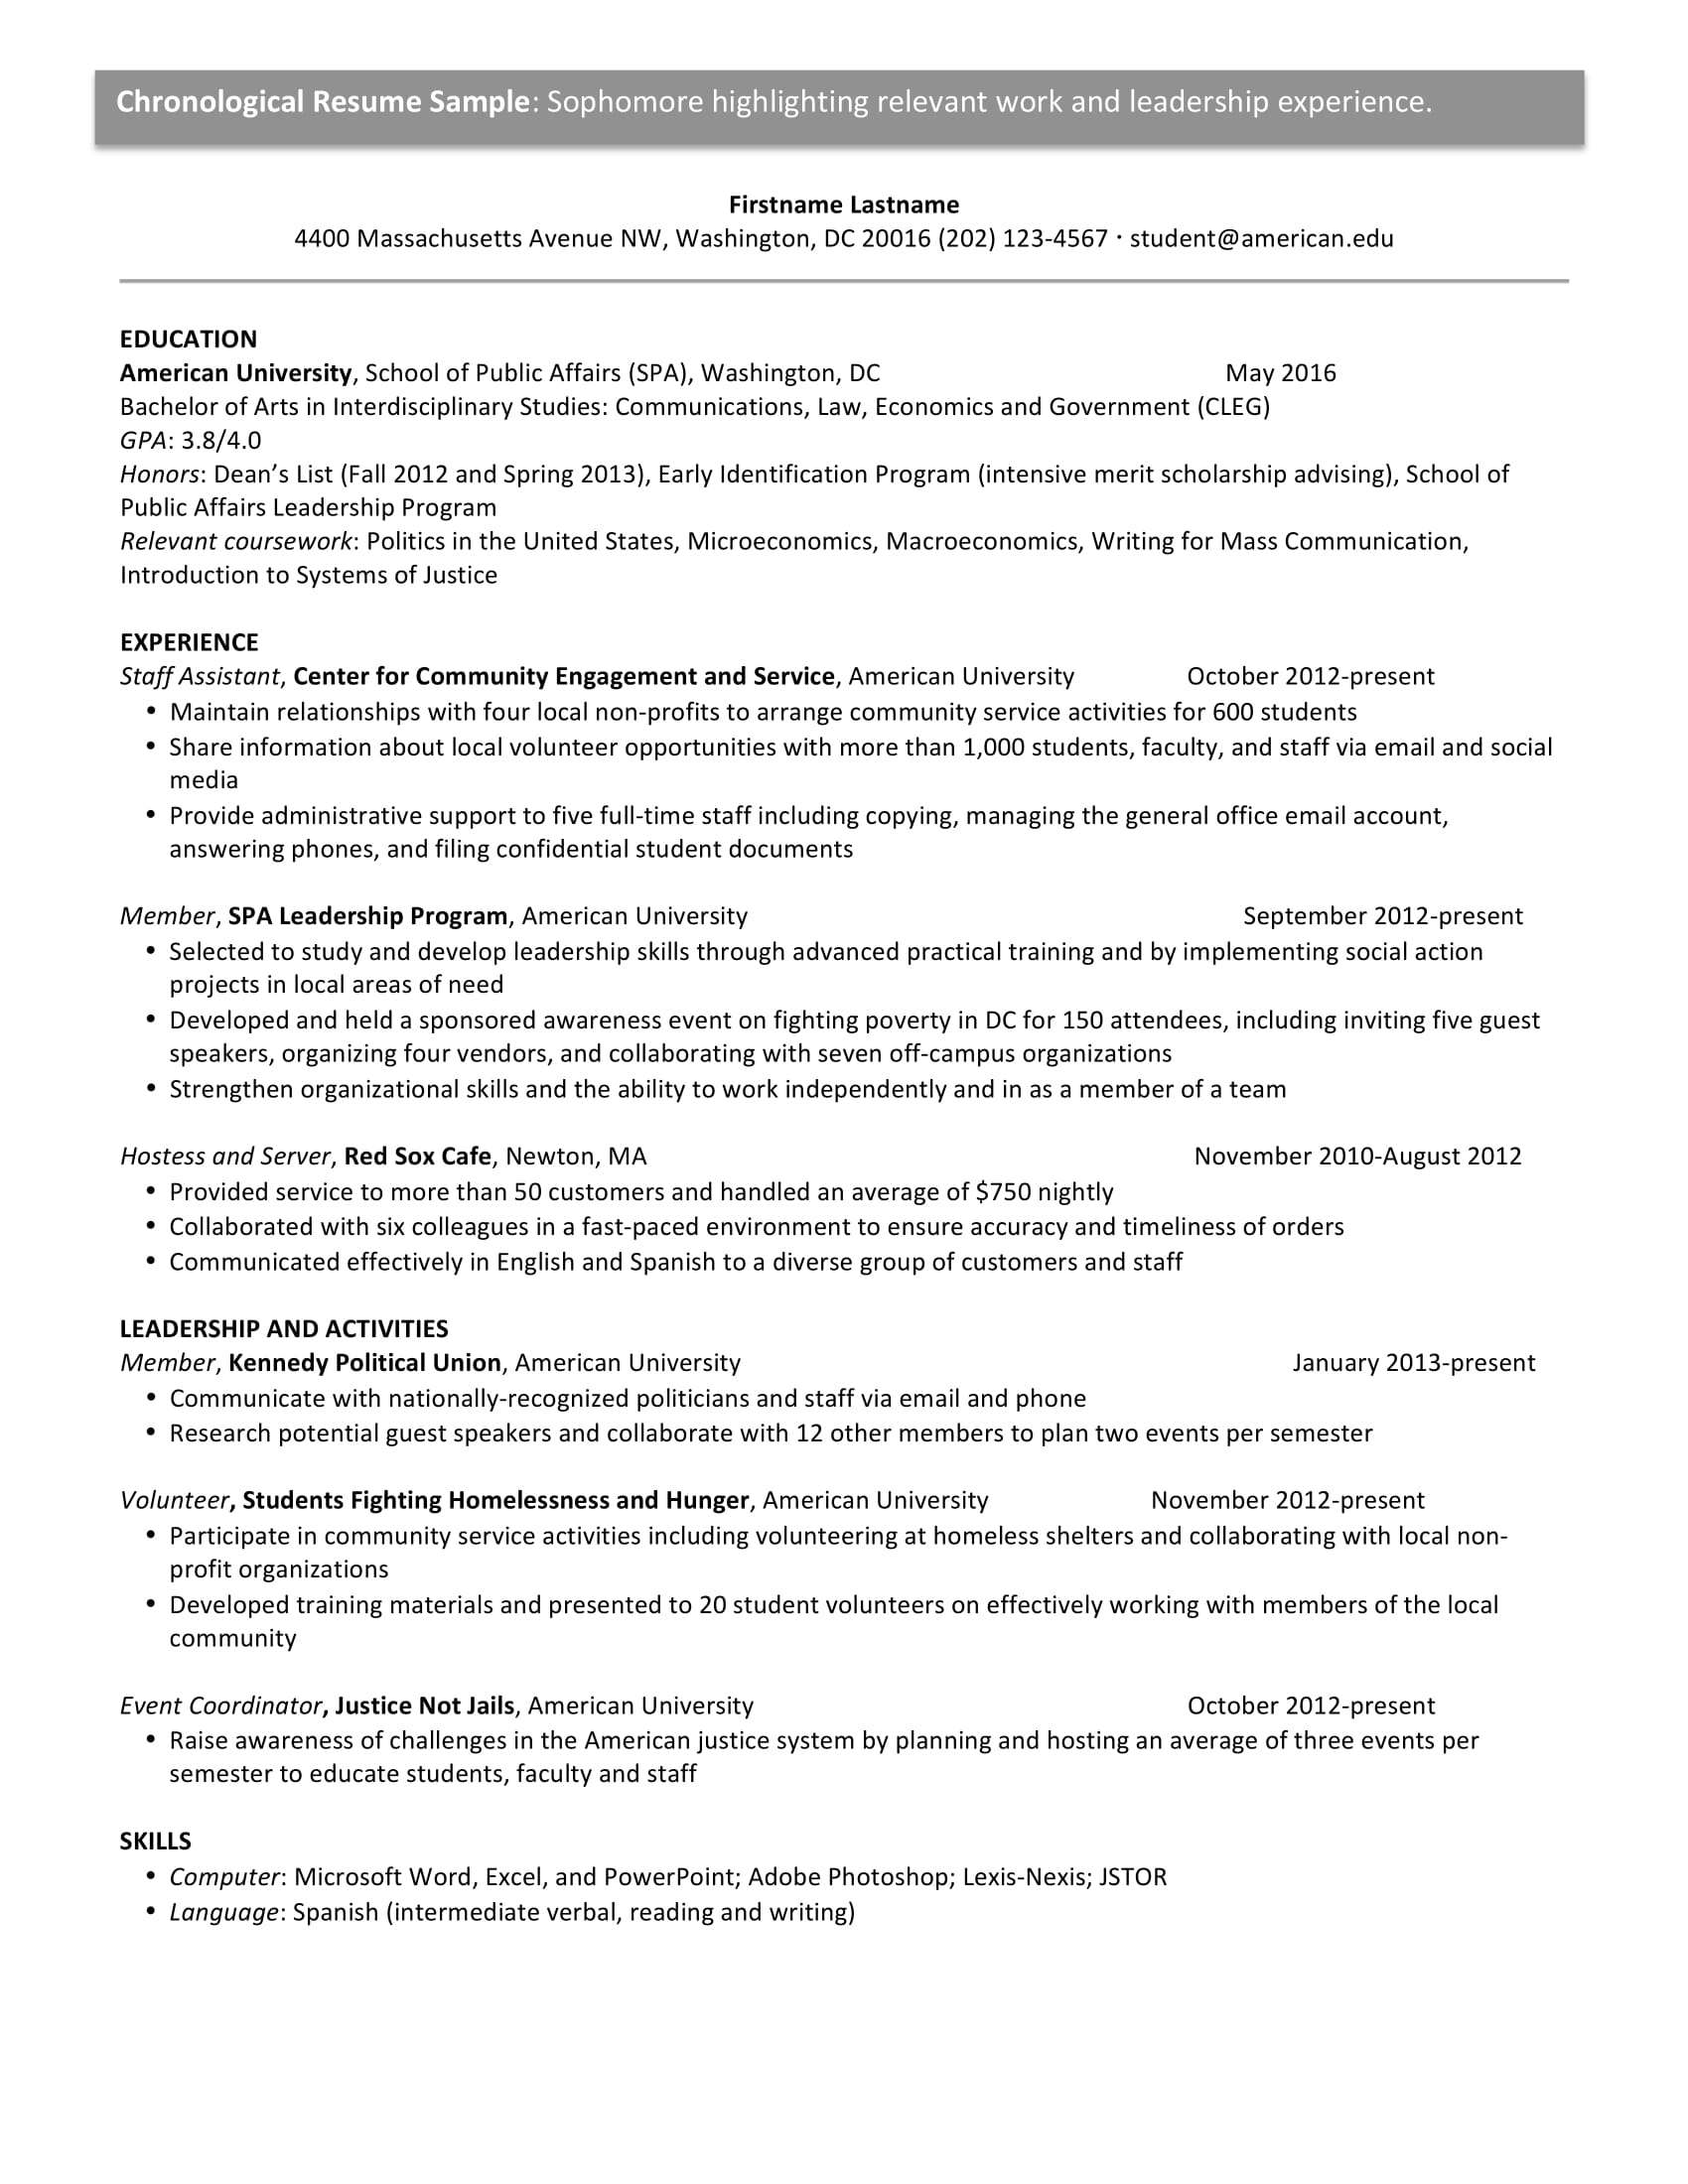 Chronological Resume Sample: Sophomore highlighting relevant work and leadership experience.
Firstname Lastname
4400 Massachusetts Avenue NW, Washington, DC 20016 (202) 123-4567 · student@american.edu
EDUCATION
American University, School of Public Affairs (SPA), Washington, DC May 2016
Bachelor of Arts in Interdisciplinary Studies: Communications, Law, Economics and Government (CLEG)
GPA: 3.8/4.0
Honors: Dean’s List (Fall 2012 and Spring 2013), Early Identification Program (intensive merit scholarship advising), School of
Public Affairs Leadership Program
Relevant coursework: Politics in the United States, Microeconomics, Macroeconomics, Writing for Mass Communication,
Introduction to Systems of Justice
EXPERIENCE
Staff Assistant, Center for Community Engagement and Service, American University October 2012-present
• Maintain relationships with four local non-profits to arrange community service activities for 600 students
• Share information about local volunteer opportunities with more than 1,000 students, faculty, and staff via email and social
media
• Provide administrative support to five full-time staff including copying, managing the general office email account,
answering phones, and filing confidential student documents
Member, SPA Leadership Program, American University September 2012-present
• Selected to study and develop leadership skills through advanced practical training and by implementing social action
projects in local areas of need
• Developed and held a sponsored awareness event on fighting poverty in DC for 150 attendees, including inviting five guest
speakers, organizing four vendors, and collaborating with seven off-campus organizations
• Strengthen organizational skills and the ability to work independently and in as a member of a team
Hostess and Server, Red Sox Cafe, Newton, MA November 2010-August 2012
• Provided service to more than 50 customers and handled an average of $750 nightly
• Collaborated with six colleagues in a fast-paced environment to ensure accuracy and timeliness of orders
• Communicated effectively in English and Spanish to a diverse group of customers and staff
LEADERSHIP AND ACTIVITIES
Member, Kennedy Political Union, American University January 2013-present
• Communicate with nationally-recognized politicians and staff via email and phone
• Research potential guest speakers and collaborate with 12 other members to plan two events per semester
Volunteer, Students Fighting Homelessness and Hunger, American University November 2012-present
• Participate in community service activities including volunteering at homeless shelters and collaborating with local non-
profit organizations
• Developed training materials and presented to 20 student volunteers on effectively working with members of the local
community
Event Coordinator, Justice Not Jails, American University October 2012-present
• Raise awareness of challenges in the American justice system by planning and hosting an average of three events per
semester to educate students, faculty and staff
SKILLS
• Computer: Microsoft Word, Excel, and PowerPoint; Adobe Photoshop; Lexis-Nexis; JSTOR
• Language: Spanish (intermediate verbal, reading and writing)